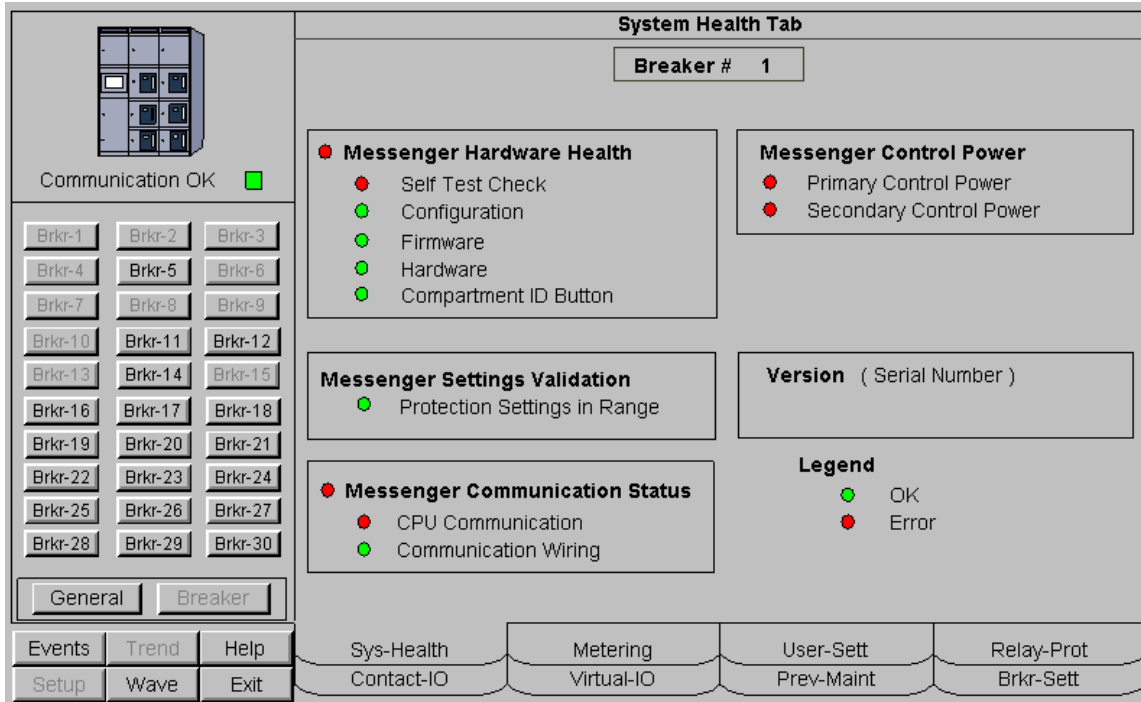 System Health Tab
Breaker # 1
Communication OK
Brkr-1 Brkr-2 Brkr-3
Brkr-4 Brkr-5 Brkr-6
Brkr-7 Brkr-8 Brkr-9
Brkr-10 Brkr-11 Brkr-12
Brkr-13 Brkr-14 Brkr-15
Brkr-16 Brkr-17 Brkr-18
Brkr-19 Brkr-20 Brkr-21
Brkr-22 Brkr-23 Brkr-24
Brkr-25 Brkr-26 Brkr-27
Brkr-28 Brkr-29 Brkr-30
General Breaker
Events Trend Help
Setup Wave Exit
Messenger Hardware Health
Self Test Check
Configuration
Firmware
Hardware
Compartment ID Button
Messenger Control Power
Primary Control Power
Secondary Control Power
Messenger Settings Validation
Protection Settings in Range
Version ( Serial Number )
Messenger Communication Status
CPU Communication
Communication Wiring
Legend
OK
Error
Sys-Health Metering User-Sett Relay-Prot
Contact-IO Virtual-IO Prev-Maint Brkr-Sett